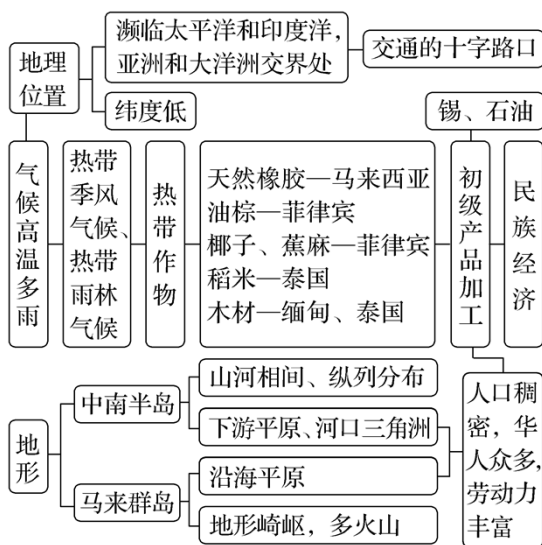 濒临太平洋和印度洋，
亚洲和大洋洲交界处
交通的十字路口
地理
位置
纬度低
锡、石油
气候高温多雨
热带
季风
气候、
热带
雨林
气候
热带作物
天然橡胶—马来西亚
油棕—菲律宾
椰子、蕉麻—菲律宾
稻米—泰国
木材—缅甸、泰国
初级产品加工
民族经济
地形
中南半岛
山河相间、纵列分布
下游平原、河口三角洲
马来群岛
沿海平原
地形崎岖，多火山
人口稠
密，华
人众多，
劳动力
丰富